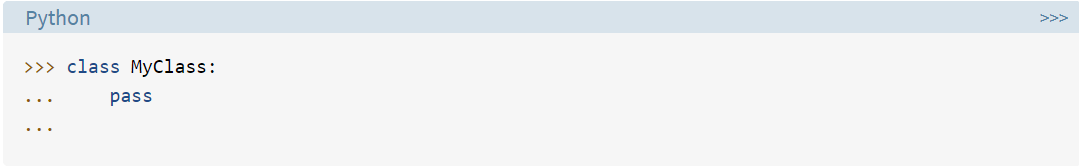 Python >>>
>>> class MyClass:
...     pass
...